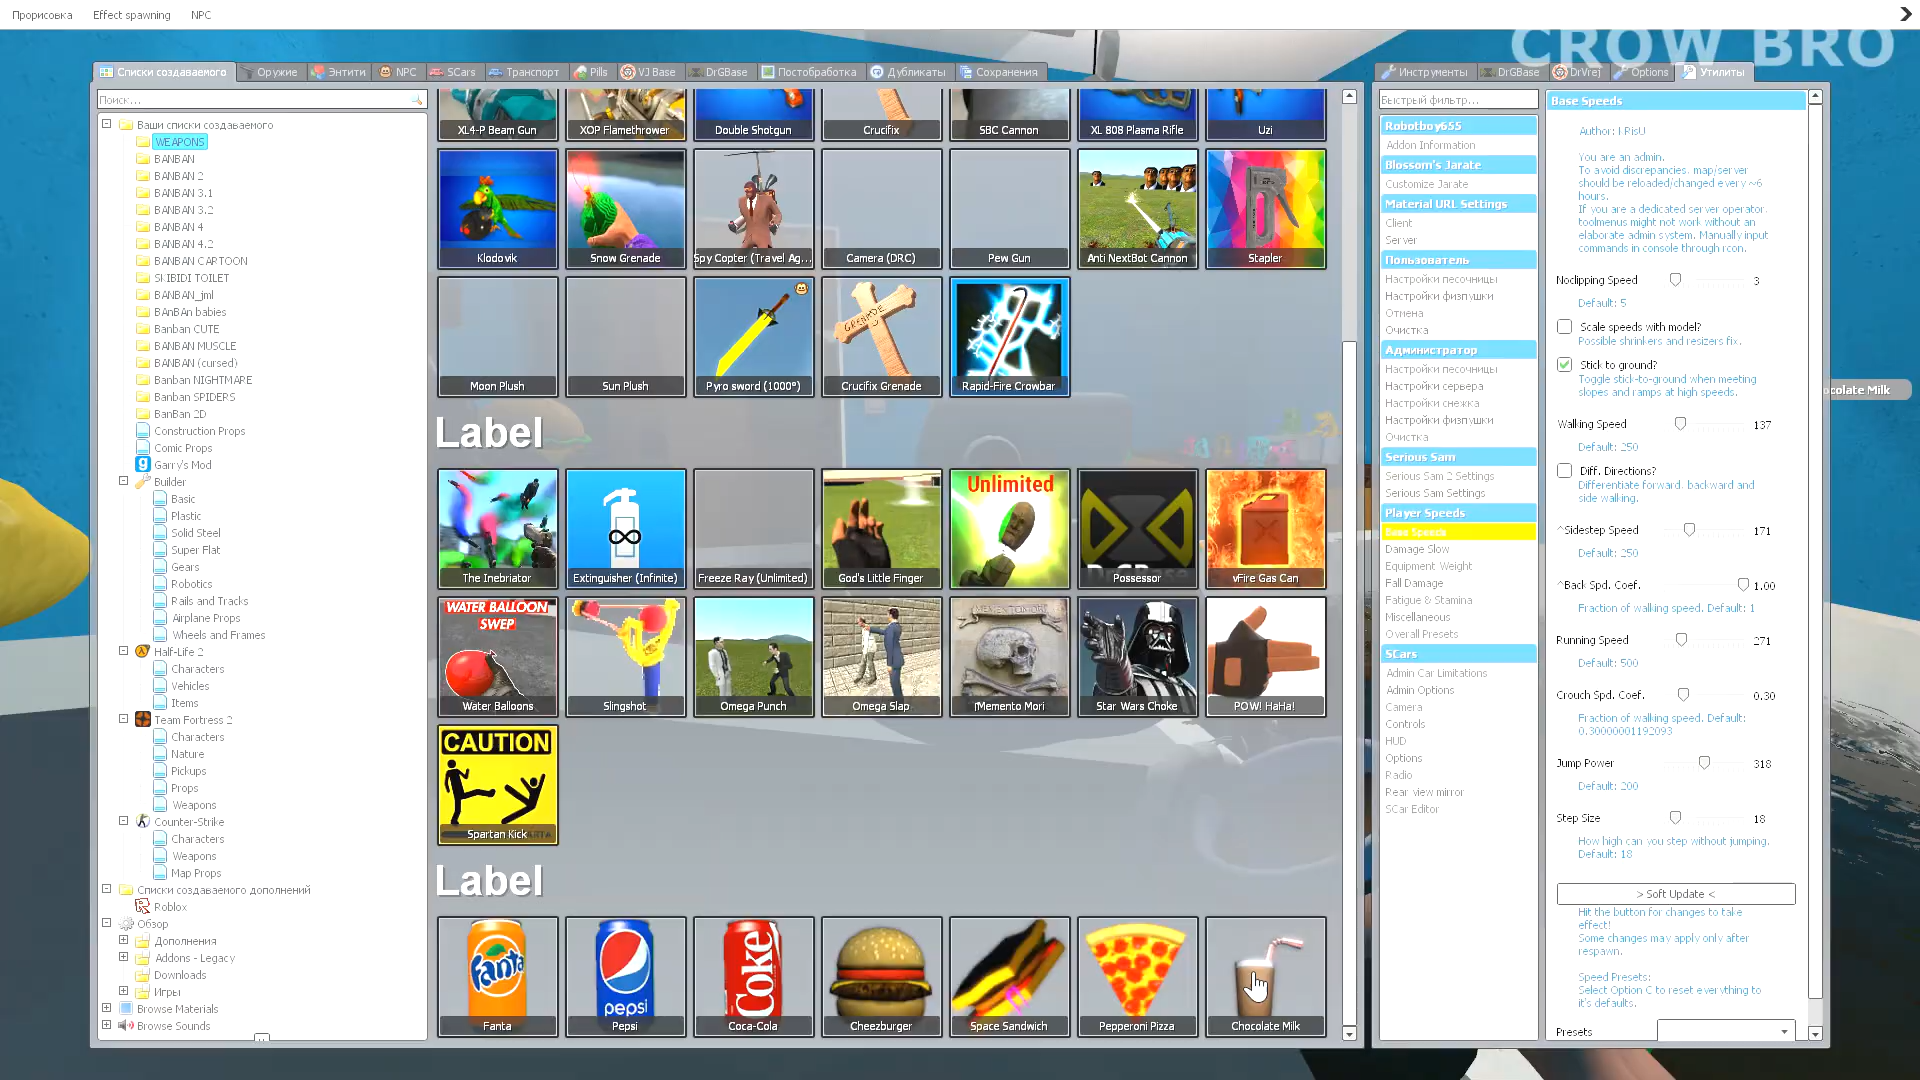 Прорисовка Effect spawning NPC
CROW BRO
Списки создаваемого Оружие Энтити NPC SCars Транспорт Pills VJ Base DrGBase Постобработка Дубликаты Сохранения
Поиск...
Ваши списки создаваемого
WEAPONS
BANBAN
BANBAN 2
BANBAN 3.1
BANBAN 3.2
BANBAN 4
BANBAN 4.2
BANBAN CARTOON
SKIBIDI TOILET
BANBAN_jml
BAnBAn babies
Banban CUTE
BANBAN MUSCLE
BANBAN (cursed)
Banban NIGHTMARE
Banban SPIDERS
BanBan 2D
Construction Props
Comic Props
Garry's Mod
Builder
Basic
Plastic
Solid Steel
Super Flat
Gears
Robotics
Rails and Tracks
Airplane Props
Wheels and Frames
Half-Life 2
Characters
Vehicles
Items
Team Fortress 2
Characters
Nature
Pickups
Props
Weapons
Counter-Strike
Characters
Weapons
Map Props
Списки создаваемого дополнений
Roblox
Обзор
Дополнения
Addons - Legacy
Downloads
Игры
Browse Materials
Browse Sounds
XL4-P Beam Gun XOP Flamethrower Double Shotgun Crucifix SBC Cannon XL 808 Plasma Rifle Uzi
Klodovik Snow Grenade Spy Copter (Travel Ag... Camera (DRC) Pew Gun Anti NextBot Cannon Stapler
GRENADE
Moon Plush Sun Plush Pyro sword (1000°) Crucifix Grenade Rapid-Fire Crowbar
Label
Unlimited
The Inebriator Extinguisher (Infinite) Freeze Ray (Unlimited) God's Little Finger Possessor vFire Gas Can
WATER BALLOON
SWEP
MEMENTO MORI
Water Balloons Slingshot Omega Punch Omega Slap Memento Mori Star Wars Choke POW! HaHa!
CAUTION
Spartan Kick
Label
Fanta
pepsi
Coke
Fanta Pepsi Coca-Cola Cheezburger Space Sandwich Pepperoni Pizza Chocolate Milk
Инструменты DrGBase DrVrej Options Утилиты
Быстрый фильтр...
Robotboy655
Addon Information
Blossom's Jarate
Customize Jarate
Material URL Settings
Client
Server
Пользователь
Настройки песочницы
Настройки физпушки
Отмена
Очистка
Администратор
Настройки песочницы
Настройки сервера
Настройки снежка
Настройки физпушки
Очистка
Serious Sam
Serious Sam 2 Settings
Serious Sam Settings
Player Speeds
Base Speeds
Damage Slow
Equipment Weight
Fall Damage
Fatigue & Stamina
Miscellaneous
Overall Presets
SCars
Admin Car Limitations
Admin Options
Camera
Controls
HUD
Options
Radio
Rear view mirror
SCar Editor
Base Speeds
Author: I RisU
You are an admin.
To avoid discrepancies, map/server
should be reloaded/changed every ~6
hours.
If you are a dedicated server operator,
toolmenus might not work without an
elaborate admin system. Manually input
commands in console through rcon.
Noclipping Speed 3
Default: 5
Scale speeds with model?
Possible shrinkers and resizers fix.
Stick to ground?
Toggle stick-to-ground when meeting
slopes and ramps at high speeds.
Walking Speed 137
Default: 250
Diff. Directions?
Differentiate forward, backward and
side walking.
^Sidestep Speed 171
Default: 250
^Back Spd. Coef. 1.00
Fraction of walking speed. Default: 1
Running Speed 271
Default: 500
Crouch Spd. Coef. 0.30
Fraction of walking speed. Default:
0.30000001192093
Jump Power 318
Default: 200
Step Size 18
How high can you step without jumping.
Default: 18
> Soft Update <
Hit the button for changes to take
effect!
Some changes may apply only after
respawn.
Speed Presets:
Select Option C to reset everything to
it's defaults.
Presets
ocolate Milk